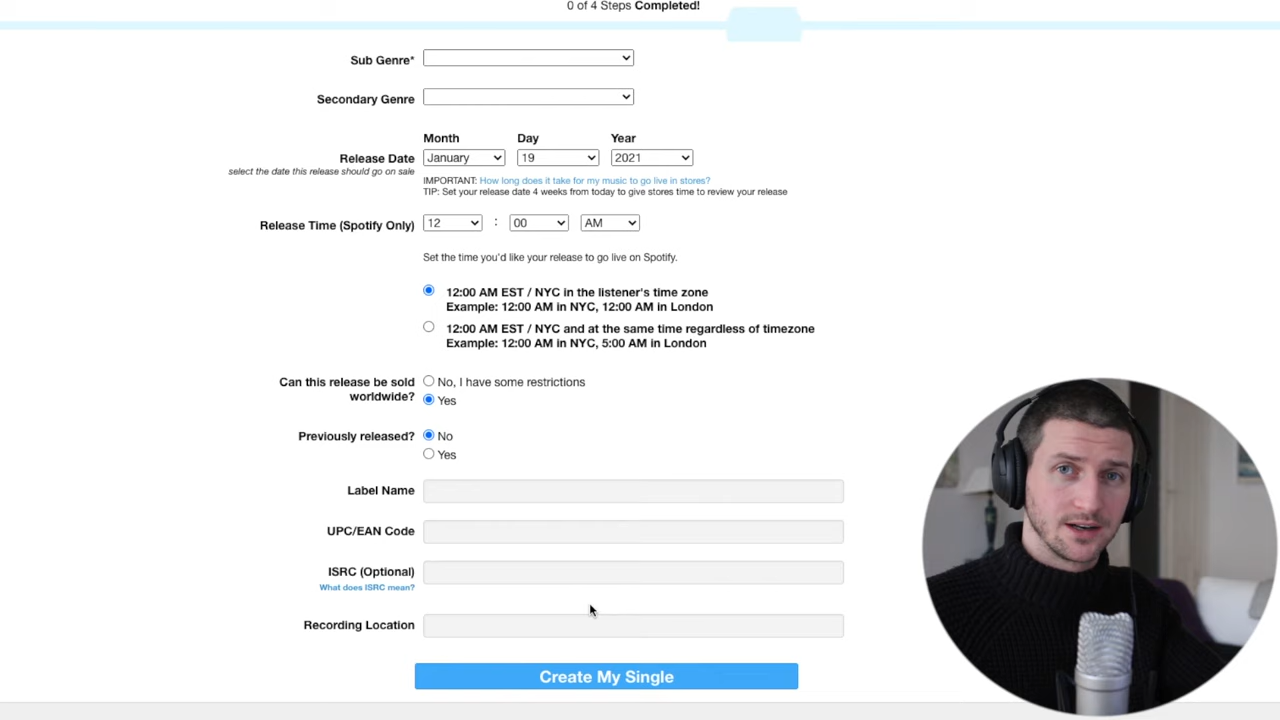 0 of 4 Steps Completed!
Sub Genre*
Secondary Genre
Month Day Year
Release Date January 19 2021
select the date this release should go on sale
IMPORTANT: How long does it take for my music to go live in stores?
TIP: Set your release date 4 weeks from today to give stores time to review your release
Release Time (Spotify Only) 12 : 00 AM
Set the time you'd like your release to go live on Spotify.
12:00 AM EST / NYC in the listener's time zone
Example: 12:00 AM in NYC, 12:00 AM in London
12:00 AM EST / NYC and at the same time regardless of timezone
Example: 12:00 AM in NYC, 5:00 AM in London
Can this release be sold worldwide?
No, I have some restrictions
Yes
Previously released? No
Yes
Label Name
UPC/EAN Code
ISRC (Optional)
What does ISRC mean?
Recording Location
Create My Single